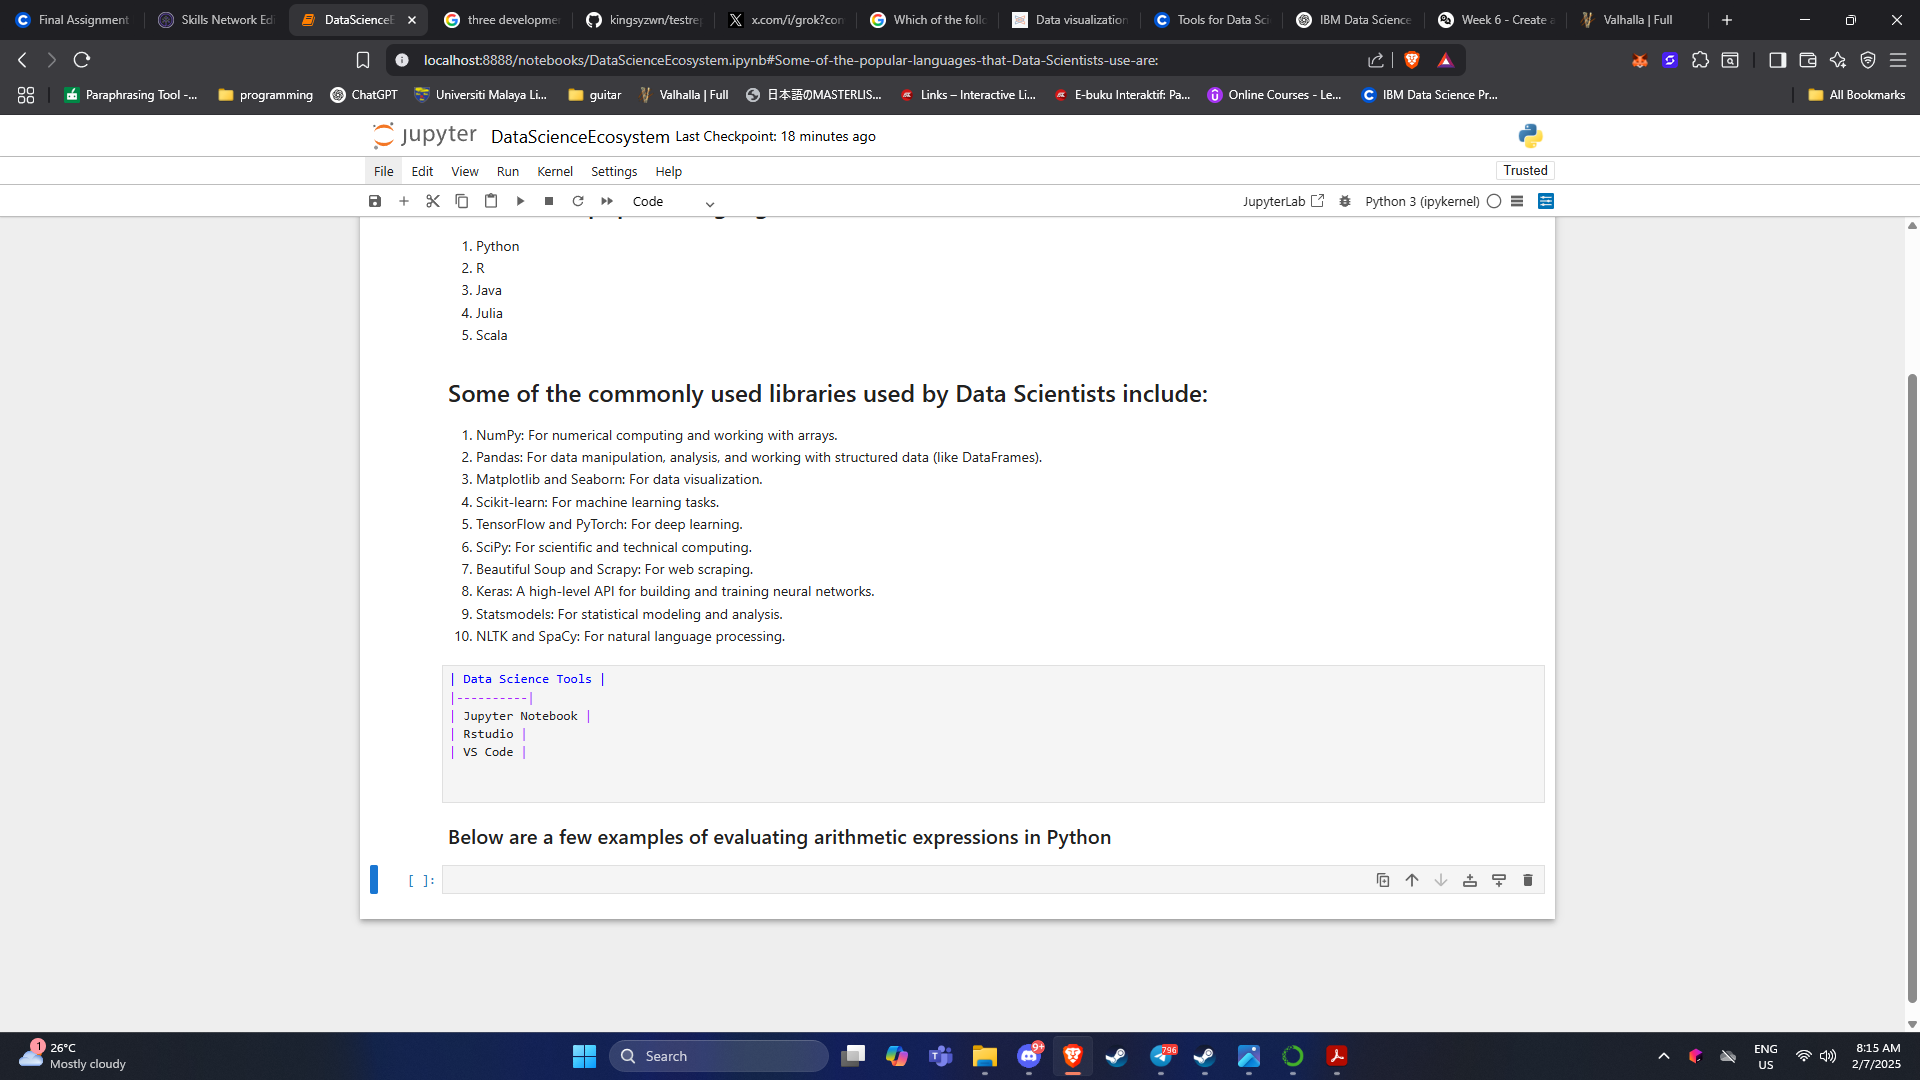 Final Assignment
Skills Network Edi
DataScienceE
three developme
kingsyzwn/testrep
x.com/i/grok?con
Which of the follo
Data visualization
Tools for Data Sci
IBM Data Science
Week 6 - Create a
Valhalla | Full
localhost:8888/notebooks/DataScienceEcosystem.ipynb#Some-of-the-popular-languages-that-Data-Scientists-use-are:
Paraphrasing Tool -...
programming
ChatGPT
Universiti Malaya Li...
guitar
Valhalla | Full
日本語のMASTERLIS...
Links – Interactive Li...
E-buku Interaktif: Pa...
Online Courses - Le...
IBM Data Science Pr...
All Bookmarks
jupyter DataScienceEcosystem Last Checkpoint: 18 minutes ago
File Edit View Run Kernel Settings Help
Trusted
Code
JupyterLab
Python 3 (ipykernel)
1. Python
2. R
3. Java
4. Julia
5. Scala
Some of the commonly used libraries used by Data Scientists include:
1. NumPy: For numerical computing and working with arrays.
2. Pandas: For data manipulation, analysis, and working with structured data (like DataFrames).
3. Matplotlib and Seaborn: For data visualization.
4. Scikit-learn: For machine learning tasks.
5. TensorFlow and PyTorch: For deep learning.
6. SciPy: For scientific and technical computing.
7. Beautiful Soup and Scrapy: For web scraping.
8. Keras: A high-level API for building and training neural networks.
9. Statsmodels: For statistical modeling and analysis.
10. NLTK and SpaCy: For natural language processing.
| Data Science Tools |
|----------|
| Jupyter Notebook |
| Rstudio |
| VS Code |
Below are a few examples of evaluating arithmetic expressions in Python
[ ]:
1
26°C
Mostly cloudy
Search
9+
796
ENG
US
8:15 AM
2/7/2025